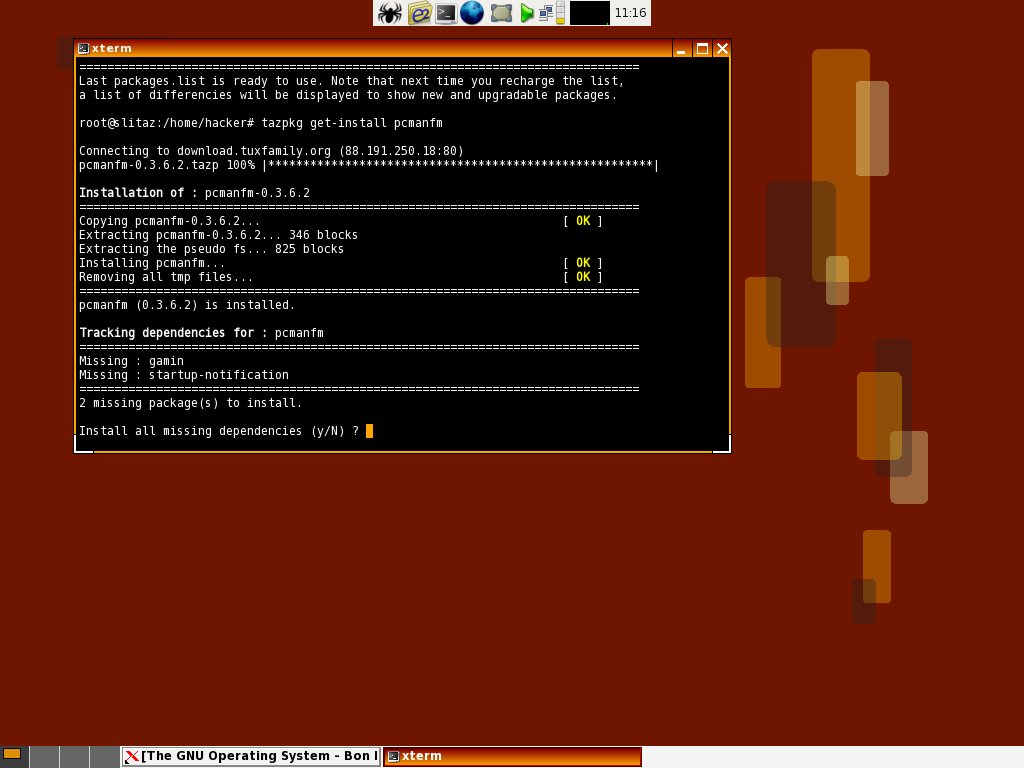 11:16
xterm
================================================================================
Last packages.list is ready to use. Note that next time you recharge the list,
a list of differencies will be displayed to show new and upgradable packages.
root@slitaz:/home/hacker# tazpkg get-install pcmanfm
Connecting to download.tuxfamily.org (88.191.250.18:80)
pcmanfm-0.3.6.2.tazp 100% |*******************************************************|
Installation of : pcmanfm-0.3.6.2
================================================================================
Copying pcmanfm-0.3.6.2... [ OK ]
Extracting pcmanfm-0.3.6.2... 346 blocks
Extracting the pseudo fs... 825 blocks
Installing pcmanfm... [ OK ]
Removing all tmp files... [ OK ]
================================================================================
pcmanfm (0.3.6.2) is installed.
Tracking dependencies for : pcmanfm
================================================================================
Missing : gamin
Missing : startup-notification
================================================================================
2 missing package(s) to install.
Install all missing dependencies (y/N) ?
[The GNU Operating System - Bon I
xterm